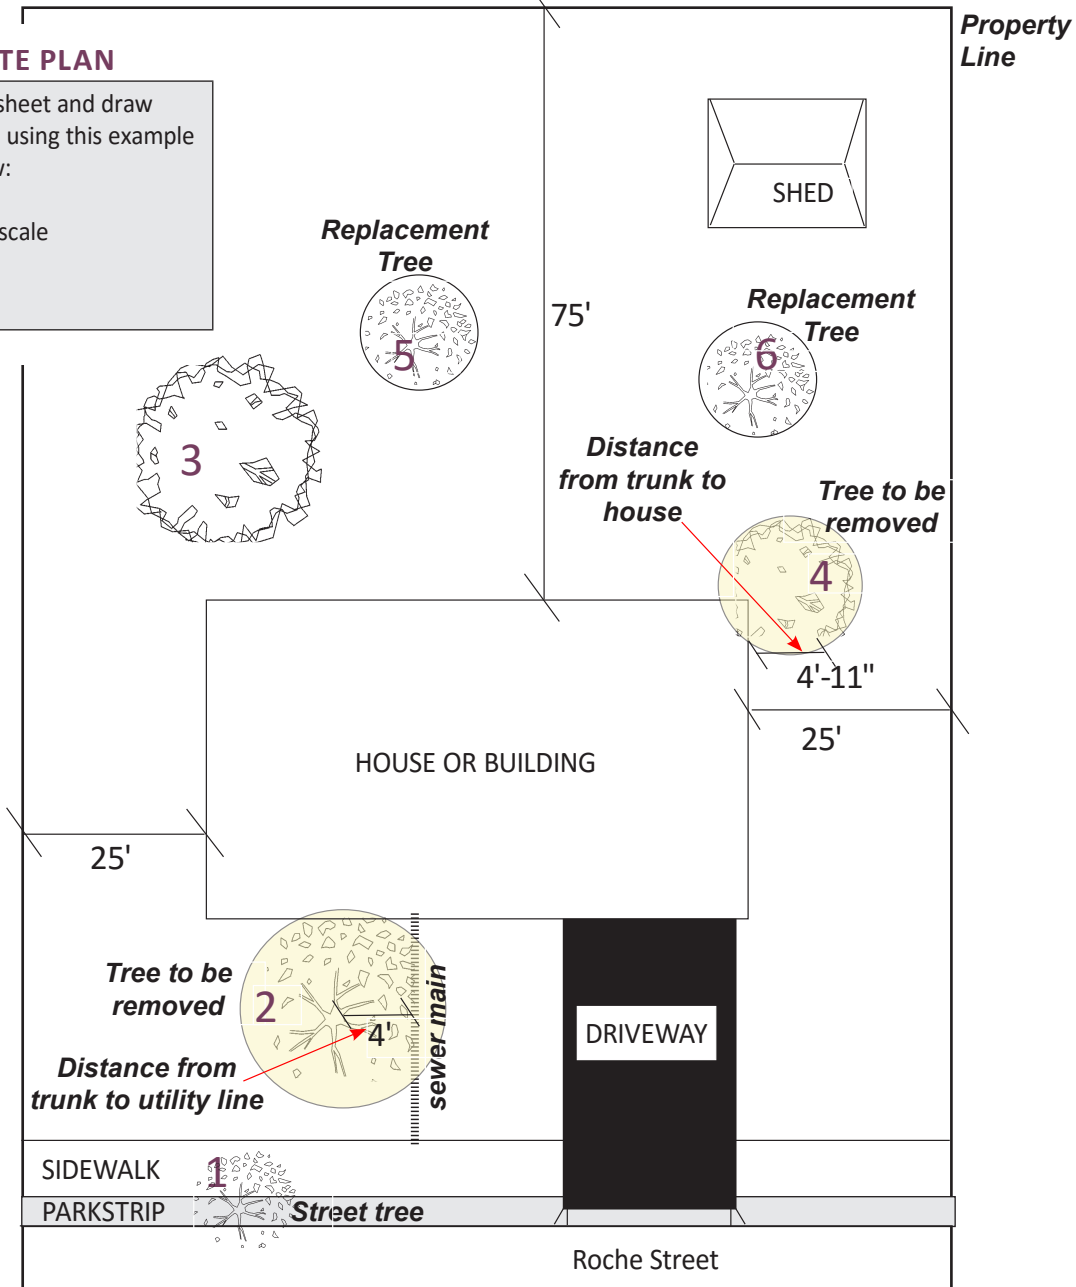 Property
Line
TE PLAN
sheet and draw
using this example
w:
scale
SHED
Replacement
Tree
5
75'
Replacement
Tree
6
3
Distance
from trunk to
house
Tree to be
removed
4
4'-11"
25'
HOUSE OR BUILDING
25'
Tree to be
removed
2
4'
sewer main
Distance from
trunk to utility line
DRIVEWAY
SIDEWALK
1
PARKSTRIP
Street tree
Roche Street